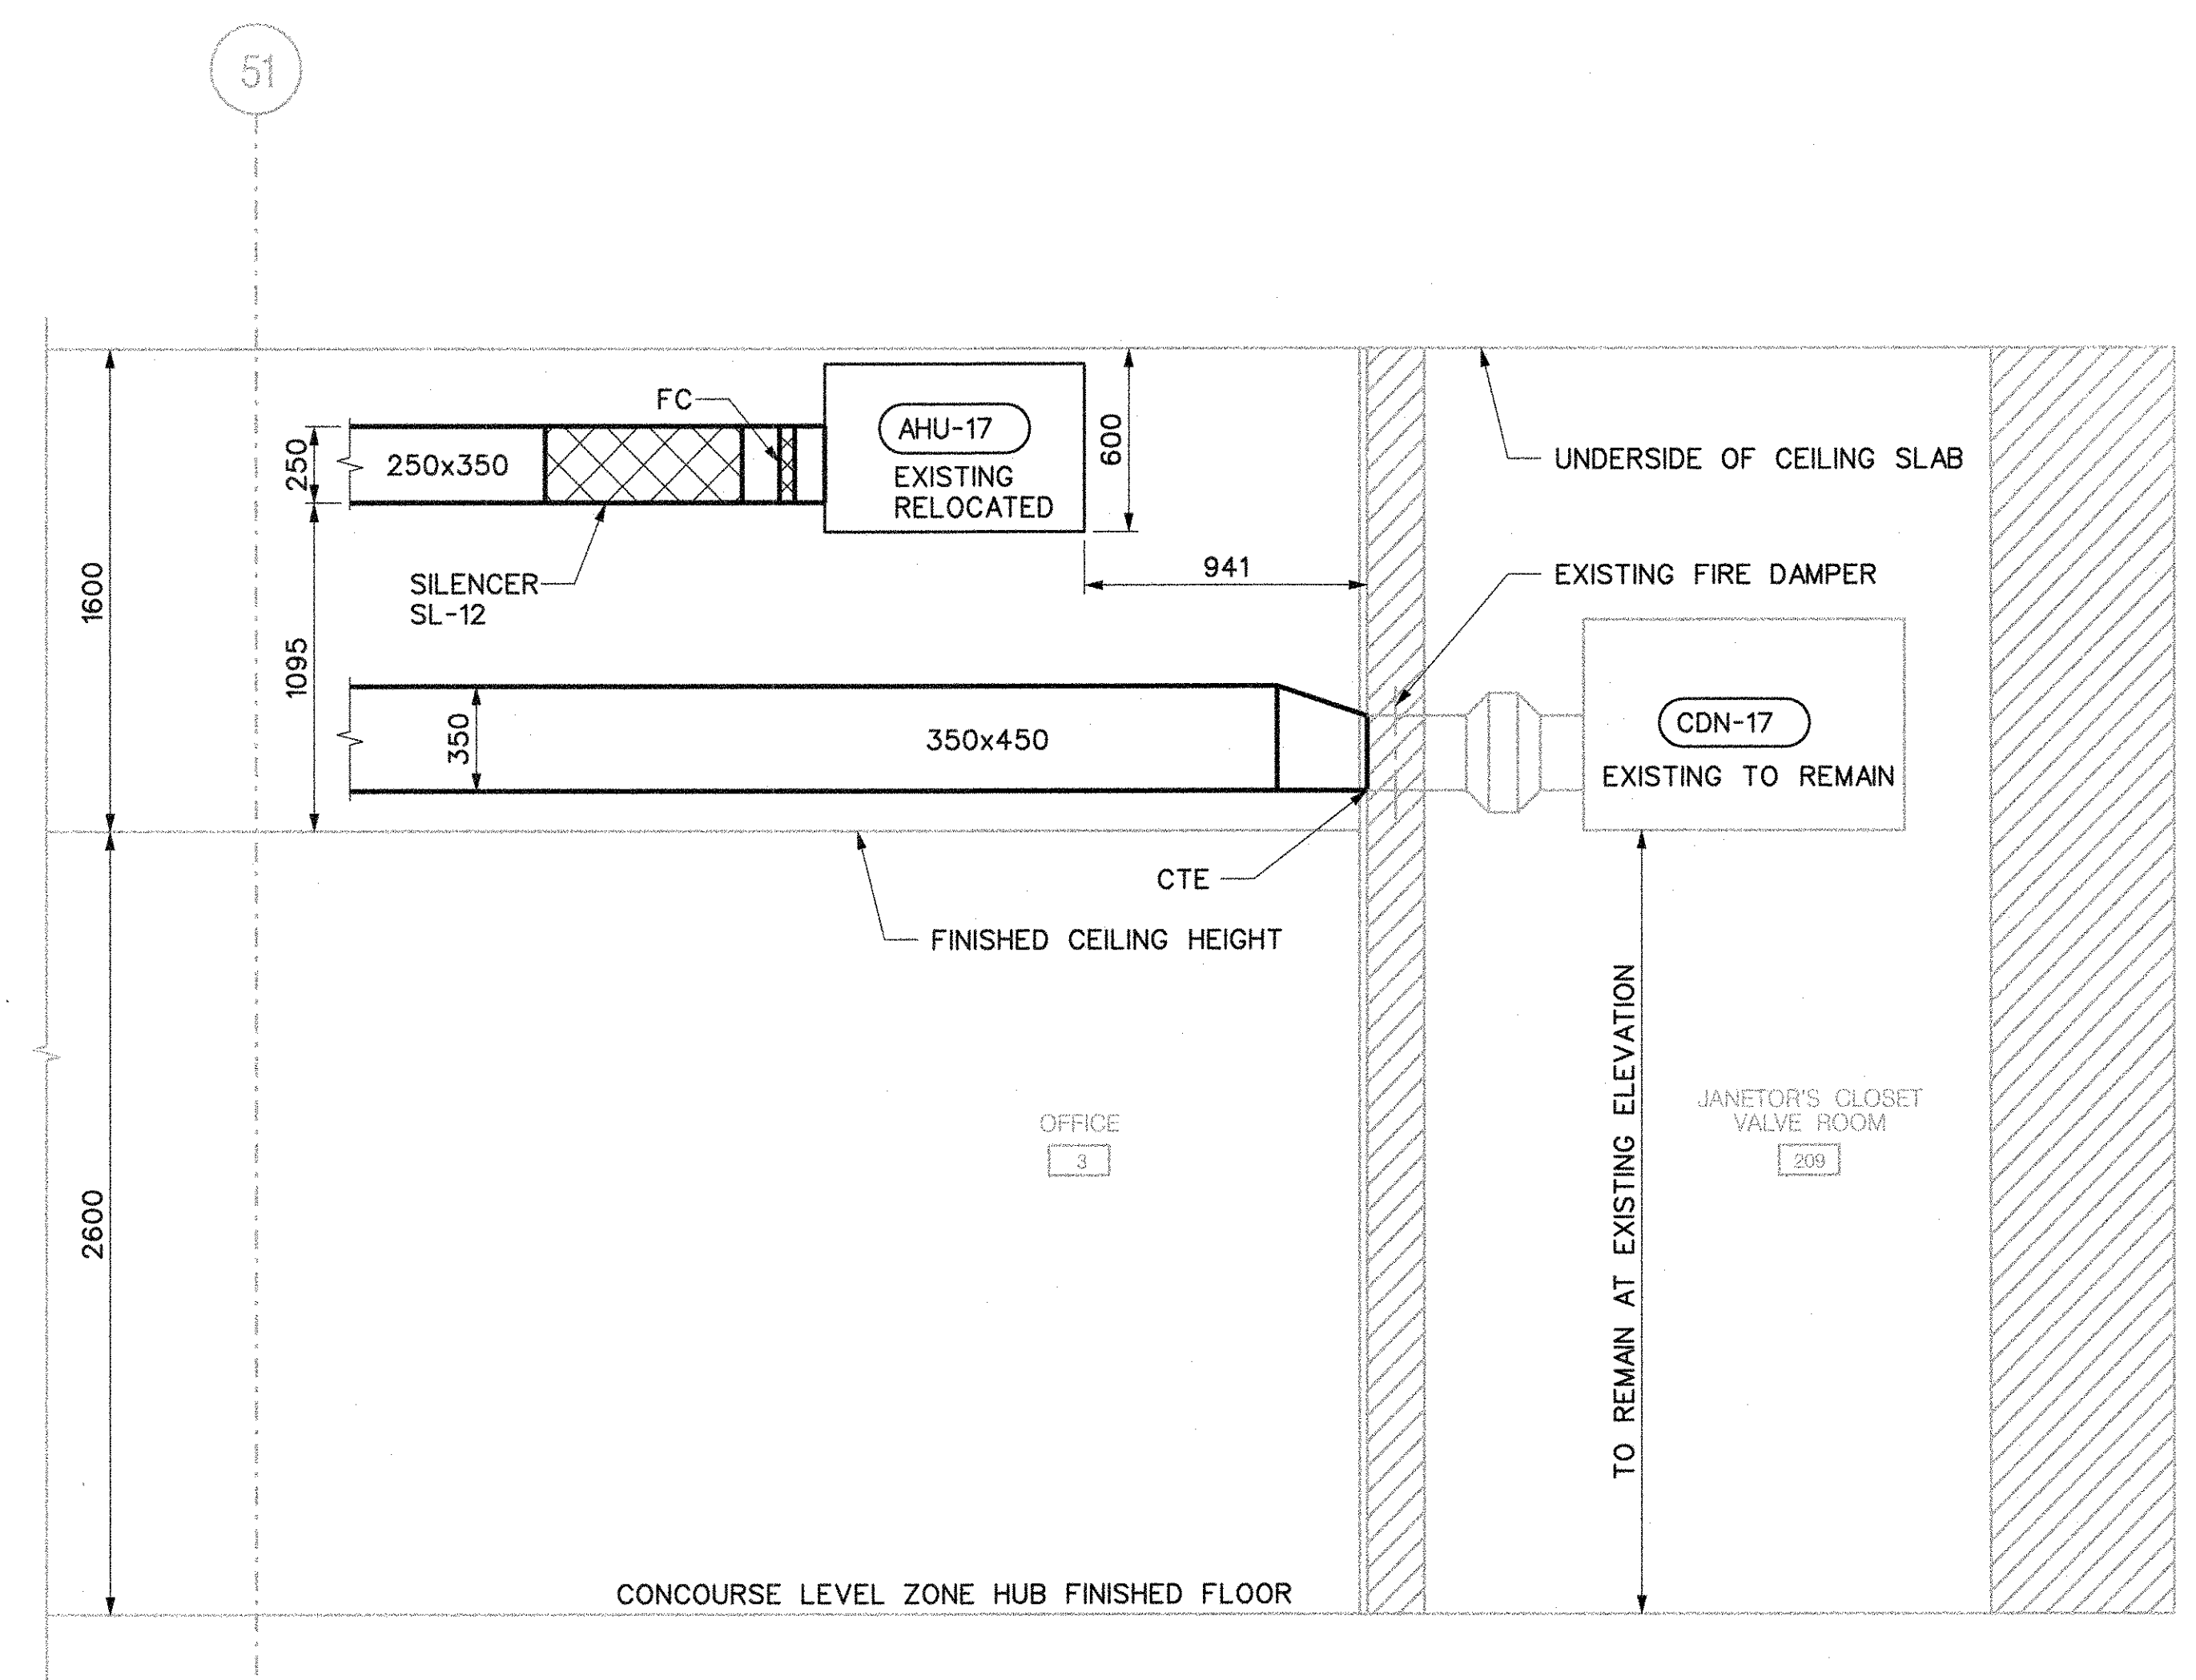 51
FC
AHU-17
EXISTING
RELOCATED
600
250
250x350
UNDERSIDE OF CEILING SLAB
SILENCER
SL-12
941
EXISTING FIRE DAMPER
1600
1095
350
350x450
CDN-17
EXISTING TO REMAIN
CTE
FINISHED CEILING HEIGHT
TO REMAIN AT EXISTING ELEVATION
OFFICE
3
JANETOR'S CLOSET
VALVE ROOM
209
2600
CONCOURSE LEVEL ZONE HUB FINISHED FLOOR